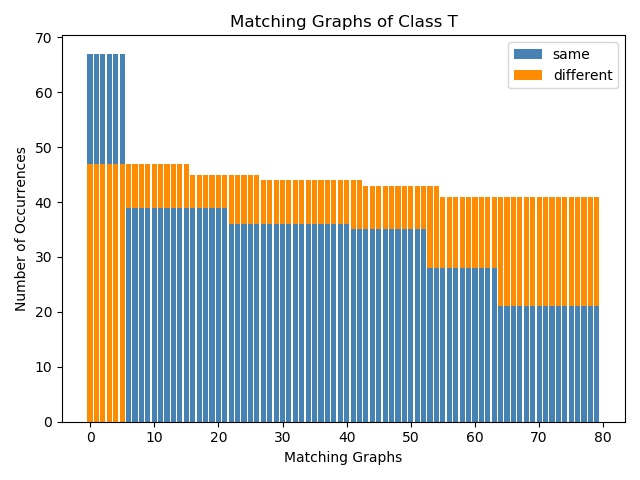 Matching Graphs of Class T
same
different
Number of Occurrences
70
60
50
40
30
20
10
0
0 10 20 30 40 50 60 70 80
Matching Graphs